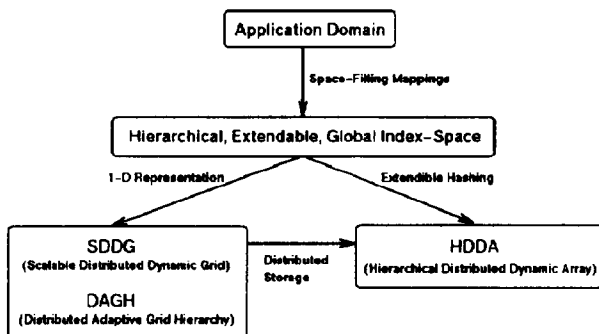 Application Domain
Space-Filling Mappings
Hierarchical, Extendable, Global Index-Space
1-D Representation
Extendible Hashing
SDDG
(Scalable Distributed Dynamic Grid)
DAGH
(Distributed Adaptive Grid Hierarchy)
Distributed
Storage
HDDA
(Hierarchical Distributed Dynamic Array)